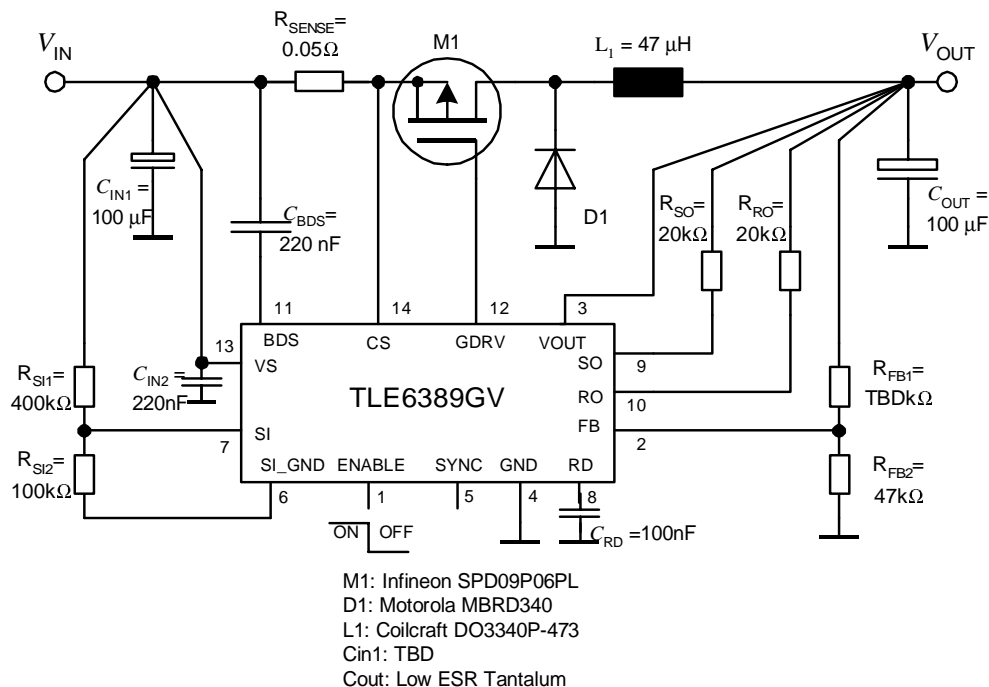 R_SENSE=
0.05Ω
M1
L₁ = 47 μH
V_IN
V_OUT
C_IN1 =
100 μF
C_BDS=
220 nF
D1
R_SO=
20kΩ
R_RO=
20kΩ
C_OUT =
100 μF
11
14
12
3
13
BDS
CS
GDRV
VOUT
SO
9
VS
R_SI1=
400kΩ
C_IN2 =
220nF
TLE6389GV
RO
10
R_FB1=
TBDkΩ
SI
7
FB
2
R_SI2=
100kΩ
SI_GND
ENABLE
SYNC
GND
RD
R_FB2=
47kΩ
6
1
5
4
8
ON
OFF
C_RD =100nF
M1: Infineon SPD09P06PL
D1: Motorola MBRD340
L1: Coilcraft DO3340P-473
Cin1: TBD
Cout: Low ESR Tantalum